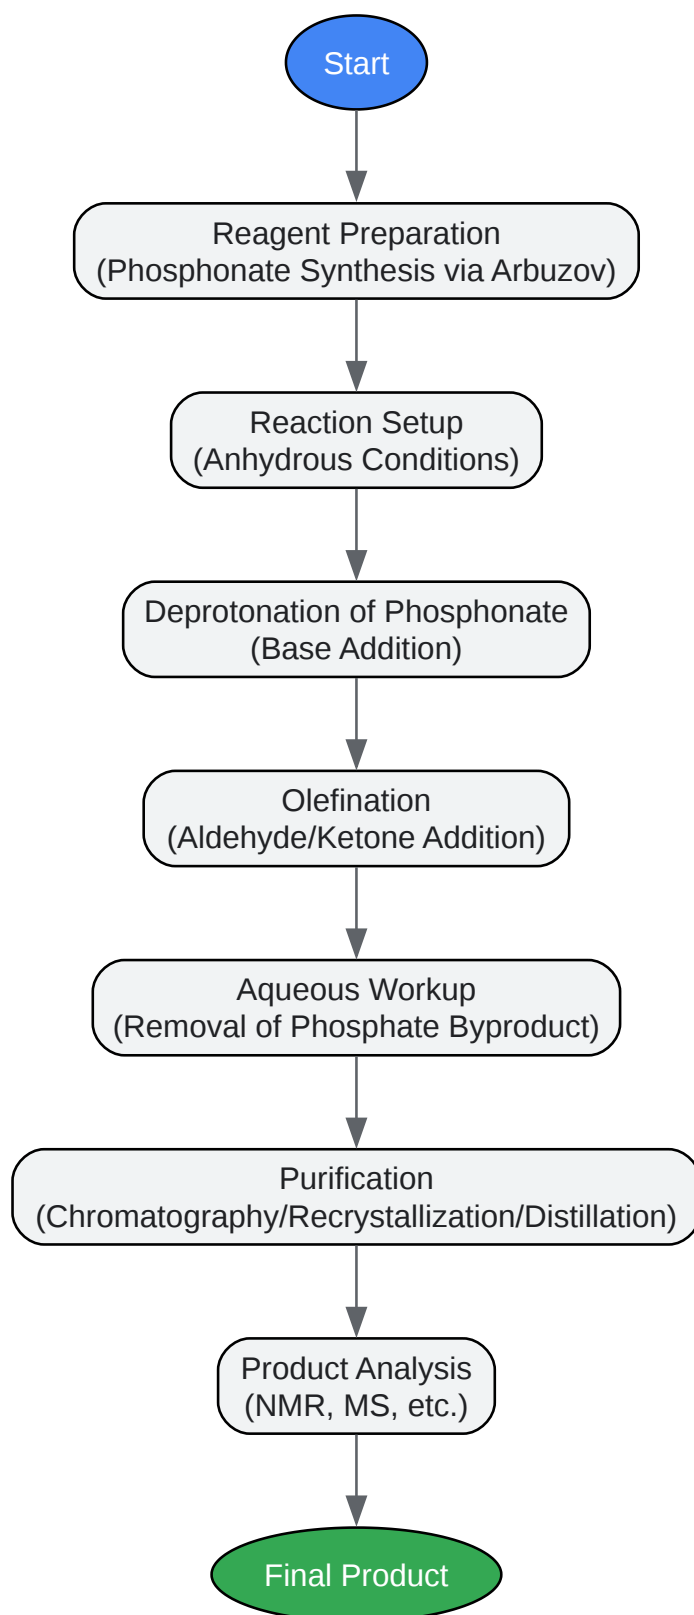 Start
Reagent Preparation
(Phosphonate Synthesis via Arbuzov)
Reaction Setup
(Anhydrous Conditions)
Deprotonation of Phosphonate
(Base Addition)
Olefination
(Aldehyde/Ketone Addition)
Aqueous Workup
(Removal of Phosphate Byproduct)
Purification
(Chromatography/Recrystallization/Distillation)
Product Analysis
(NMR, MS, etc.)
Final Product